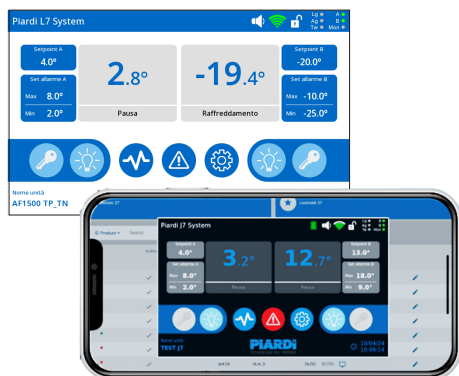 Piardi L7 System
Lg A
Ag B
Tw Mon
Setpoint A
4.0°
Set allarme A
Max 8.0°
Min 2.0°
2.8°
Pausa
-19.4°
Raffreddamento
Setpoint B
-20.0°
Set allarme B
Max -10.0°
Min -25.0°
Nome unità
AF1500 TP_TN
ID Product
Search
Piardi J7 System
Setpoint A
4.0°
Set allarme A
Max 8.0°
Min 2.0°
3.2°
Pausa
12.7°
Pausa
Setpoint B
13.0°
Set allarme B
Max 18.0°
Min 9.0°
Nome unità
TEST J7
PIARDI
10/04/24
10:06:14